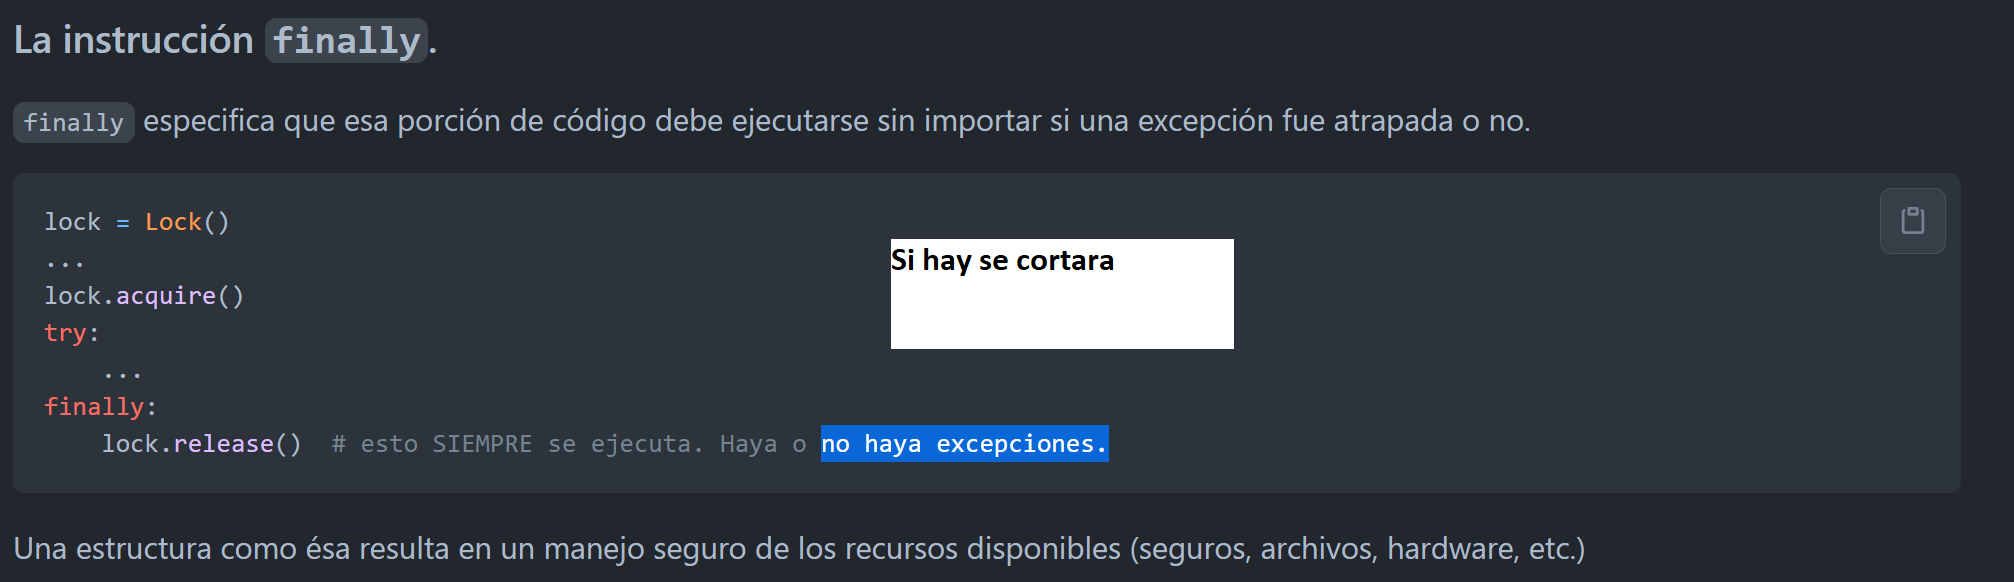 La instrucción finally.
finally especifica que esa porción de código debe ejecutarse sin importar si una excepción fue atrapada o no.
lock = Lock()
...
Si hay se cortara
lock.acquire()
try:
    ...
finally:
    lock.release()  # esto SIEMPRE se ejecuta. Haya o no haya excepciones.
Una estructura como ésa resulta en un manejo seguro de los recursos disponibles (seguros, archivos, hardware, etc.)